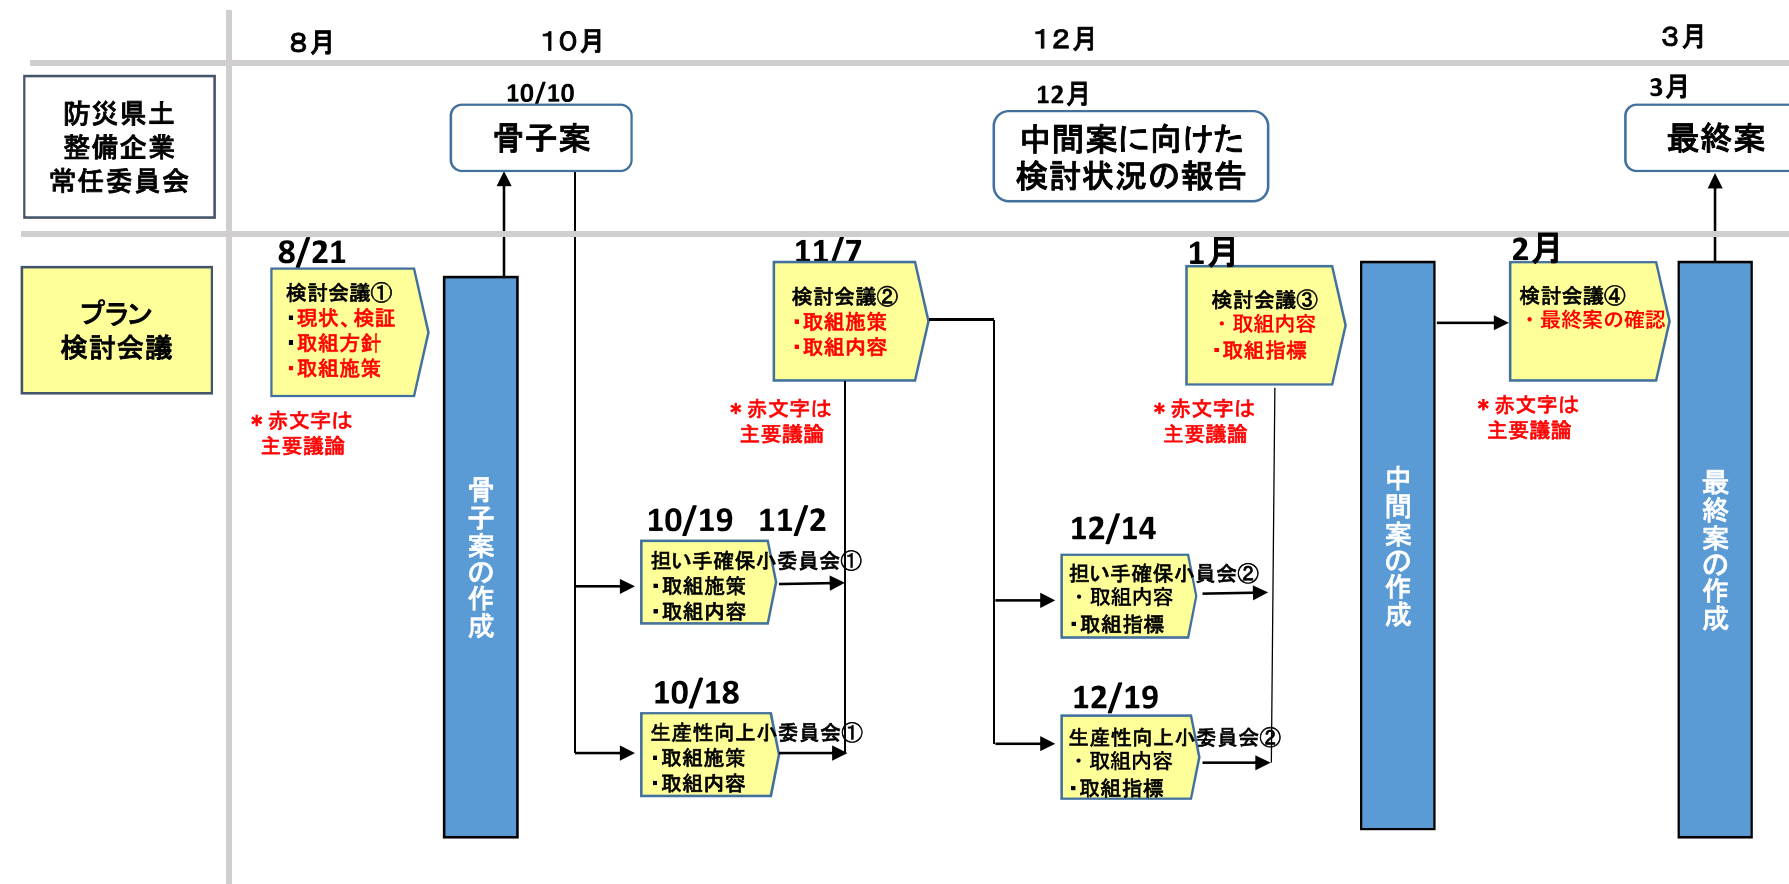 ８月
１０月
１２月
３月
防災県土
整備企業
常任委員会
10/10
骨子案
12月
中間案に向けた
検討状況の報告
3月
最終案
プラン
検討会議
8/21
検討会議①
・現状、検証
・取組方針
・取組施策
＊赤文字は
主要議論
骨子案の作成
11/7
検討会議②
・取組施策
・取組内容
＊赤文字は
主要議論
10/19 11/2
担い手確保小委員会①
・取組施策
・取組内容
10/18
生産性向上小委員会①
・取組施策
・取組内容
1月
検討会議③
・取組内容
・取組指標
＊赤文字は
主要議論
12/14
担い手確保小員会②
・取組内容
・取組指標
12/19
生産性向上小委員会②
・取組内容
・取組指標
中間案の作成
2月
検討会議④
・最終案の確認
＊赤文字は
主要議論
最終案の作成